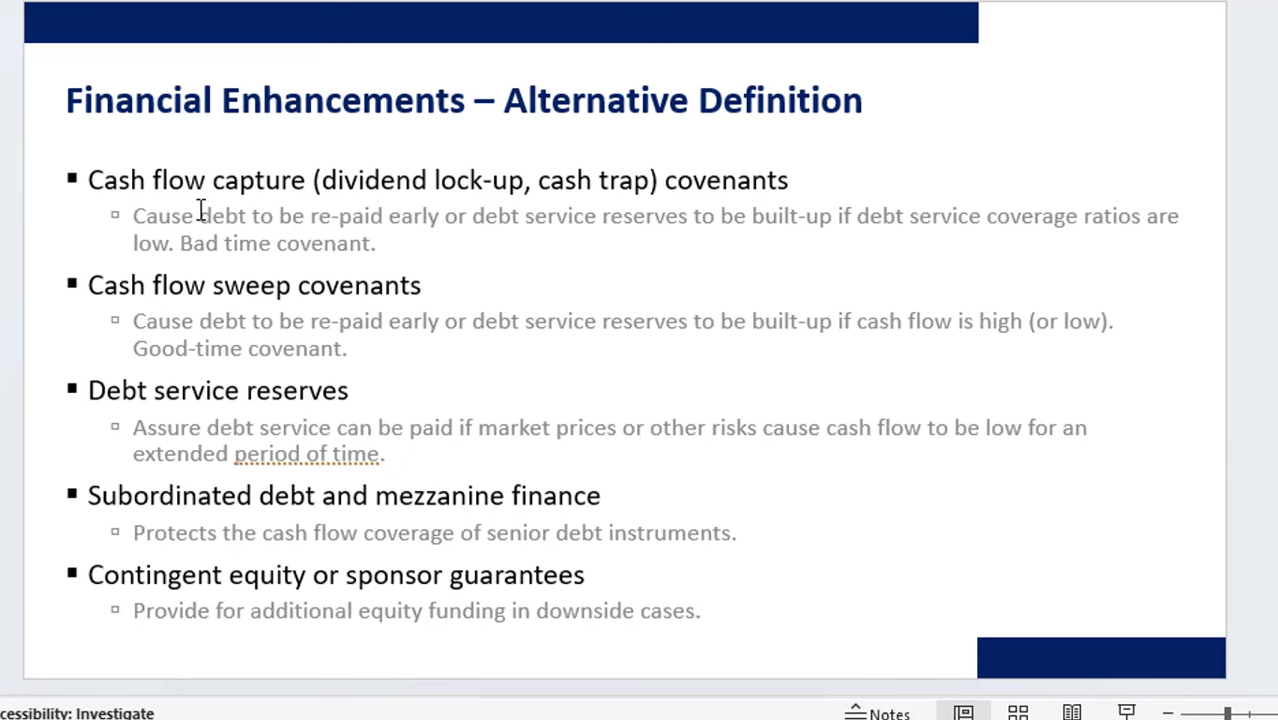 Financial Enhancements – Alternative Definition
Cash flow capture (dividend lock-up, cash trap) covenants
Cause debt to be re-paid early or debt service reserves to be built-up if debt service coverage ratios are
low. Bad time covenant.
Cash flow sweep covenants
Cause debt to be re-paid early or debt service reserves to be built-up if cash flow is high (or low).
Good-time covenant.
Debt service reserves
Assure debt service can be paid if market prices or other risks cause cash flow to be low for an
extended period of time.
Subordinated debt and mezzanine finance
Protects the cash flow coverage of senior debt instruments.
Contingent equity or sponsor guarantees
Provide for additional equity funding in downside cases.
cessibility: Investigate
Notes